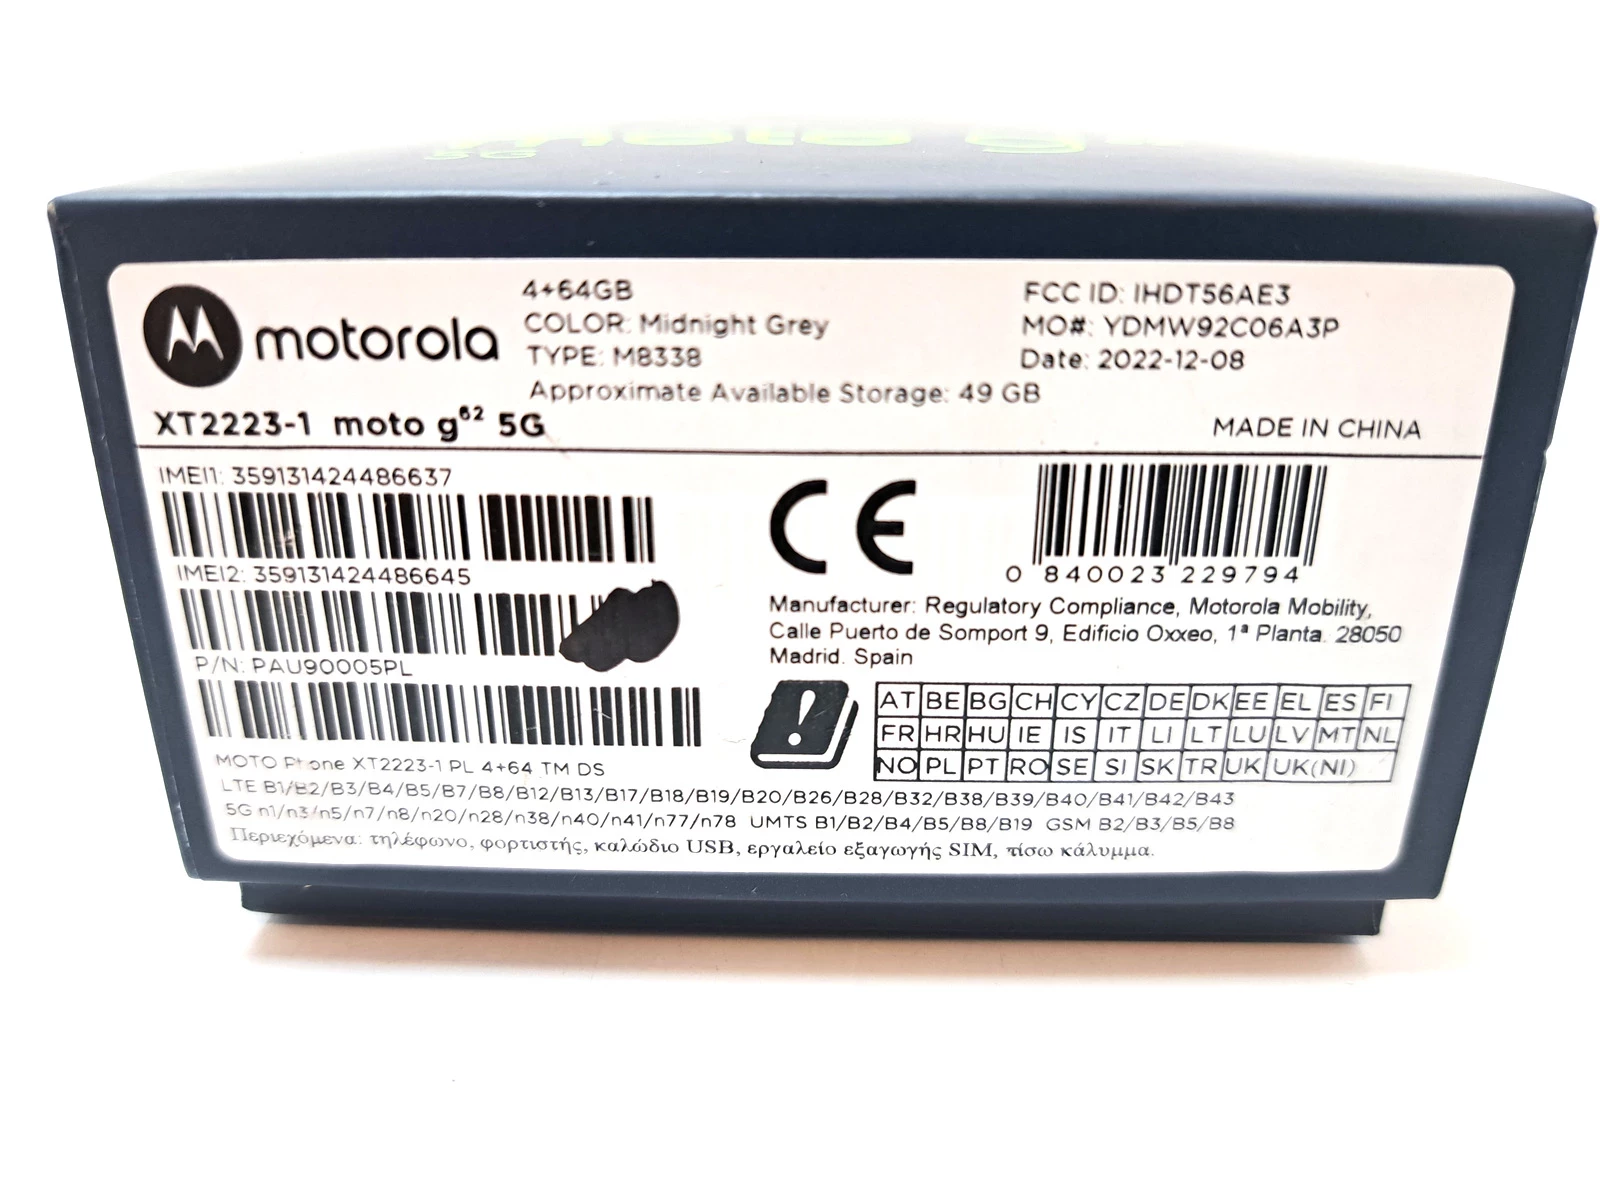 5G
motorola
4+64GB
COLOR: Midnight Grey
TYPE: M8338
Approximate Available Storage: 49 GB
FCC ID: IHDT56AE3
MO#: YDMW92C06A3P
Date: 2022-12-08
XT2223-1 moto g62 5G
MADE IN CHINA
IMEI1: 359131424486637
IMEI2: 359131424486645
P/N: PAU90005PL
CE
0 840023 229794
Manufacturer: Regulatory Compliance, Motorola Mobility,
Calle Puerto de Somport 9, Edificio Oxxeo, 1ª Planta. 28050
Madrid. Spain
AT BE BG CH CY CZ DE DK EE EL ES FI
FR HR HU IE IS IT LI LT LU LV MT NL
NO PL PT RO SE SI SK TR UK UK(NI)
MOTO Phone XT2223-1 PL 4+64 TM DS
LTE B1/B2/B3/B4/B5/B7/B8/B12/B13/B17/B18/B19/B20/B26/B28/B32/B38/B39/B40/B41/B42/B43
5G n1/n3/n5/n7/n8/n20/n28/n38/n40/n41/n77/n78 UMTS B1/B2/B4/B5/B8/B19 GSM B2/B3/B5/B8
Περιεχόμενα: τηλέφωνο, φορτιστής, καλώδιο USB, εργαλείο εξαγωγής SIM, πίσω κάλυμμα.